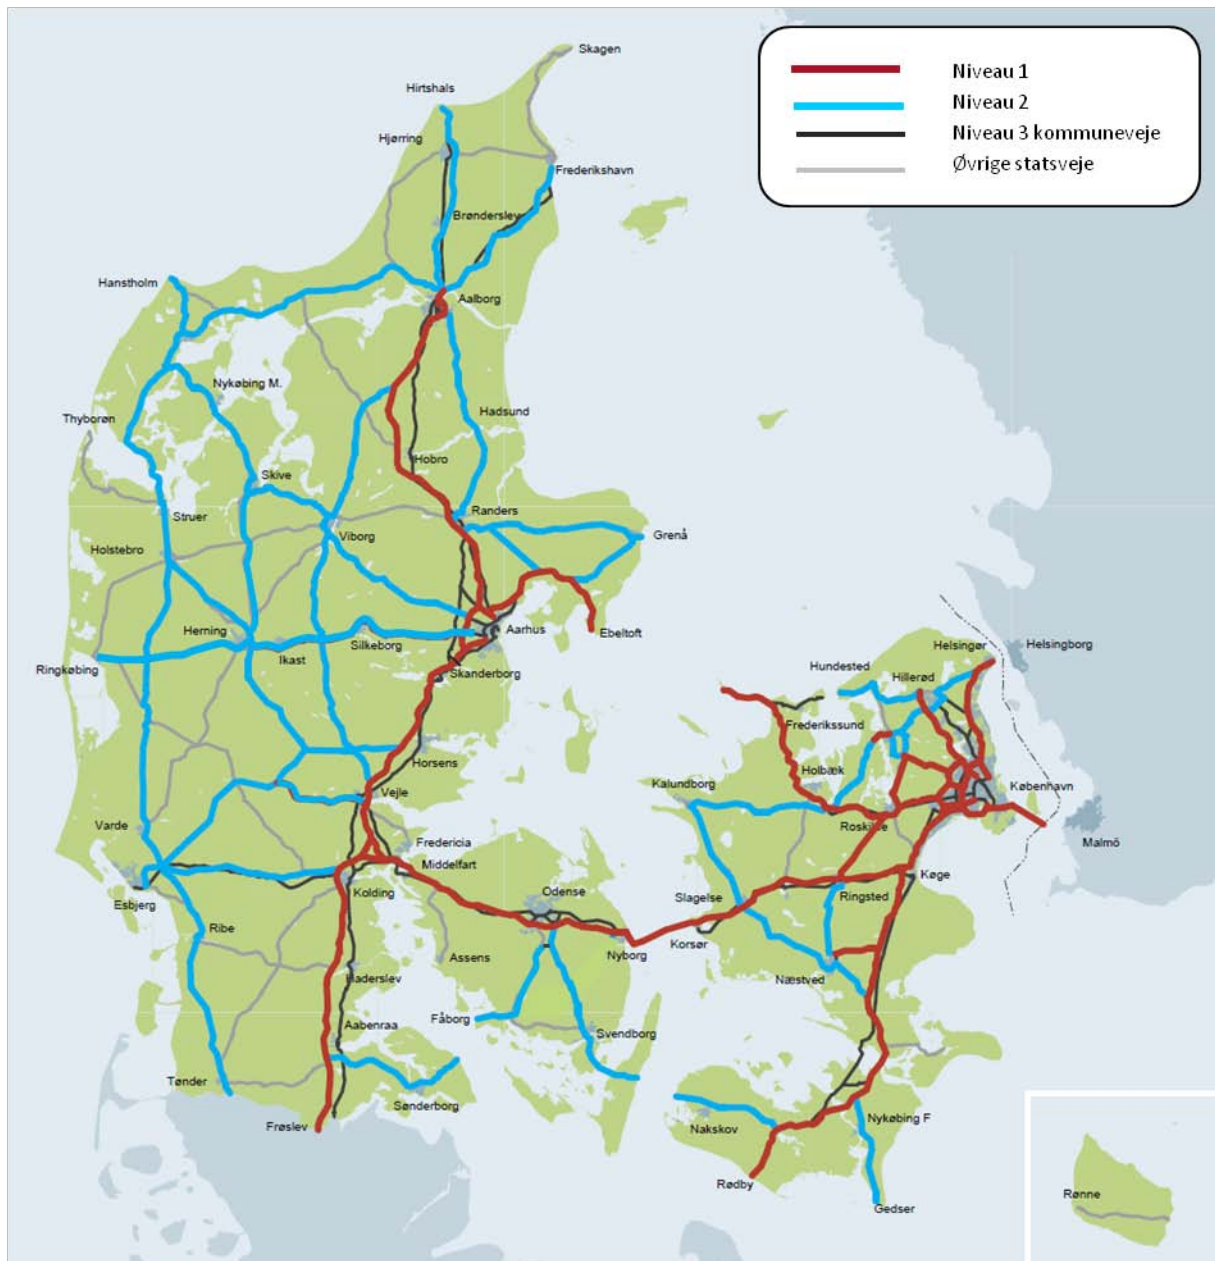 Niveau 1
Niveau 2
Niveau 3 kommuneveje
Øvrige statsveje
Skagen
Hirtshals
Hjørring
Frederikshavn
Brønderslev
Hanstholm
Aalborg
Nykøbing M.
Thyborøn
Hadsund
Hobro
Skive
Struer
Randers
Viborg
Grenå
Holstebro
Herning
Silkeborg
Aarhus
Ebeltoft
Ikast
Ringkøbing
Skanderborg
Helsingør
Helsingborg
Hundested
Hillerød
Frederikssund
Horsens
Holbæk
Kalundborg
København
Vejle
Varde
Roskilde
Malmö
Fredericia
Middelfart
Kolding
Odense
Slagelse
Ringsted
Køge
Esbjerg
Ribe
Korsør
Nyborg
Assens
Næstved
Haderslev
Fåborg
Aabenraa
Svendborg
Tønder
Sønderborg
Frøslev
Nakskov
Nykøbing F
Rødby
Gedser
Rønne